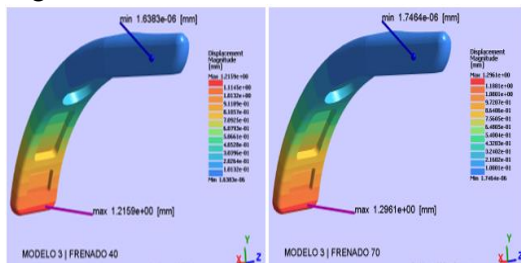 min 1.6383e-06 [mm]
Displacement
Magnitude
[mm]
Max 1.2159e+00
1.1145e+00
1.0132e+00
9.1189e-01
8.1057e-01
7.0925e-01
6.0793e-01
5.0661e-01
4.0528e-01
3.0396e-01
2.0264e-01
1.0132e-01
Min 1.6383e-06
max 1.2159e+00 [mm]
MODELO 3 | FRENADO 40
Y
X
Z
min 1.7464e-06 [mm]
Displacement
Magnitude
[mm]
Max 1.2961e+00
1.1881e+00
1.0801e+00
9.7207e-01
8.6406e-01
7.5605e-01
6.4805e-01
5.4004e-01
4.3203e-01
3.2402e-01
2.1602e-01
1.0801e-01
Min 1.7464e-06
max 1.2961e+00 [mm]
MODELO 3 | FRENADO 70
Y
X
Z